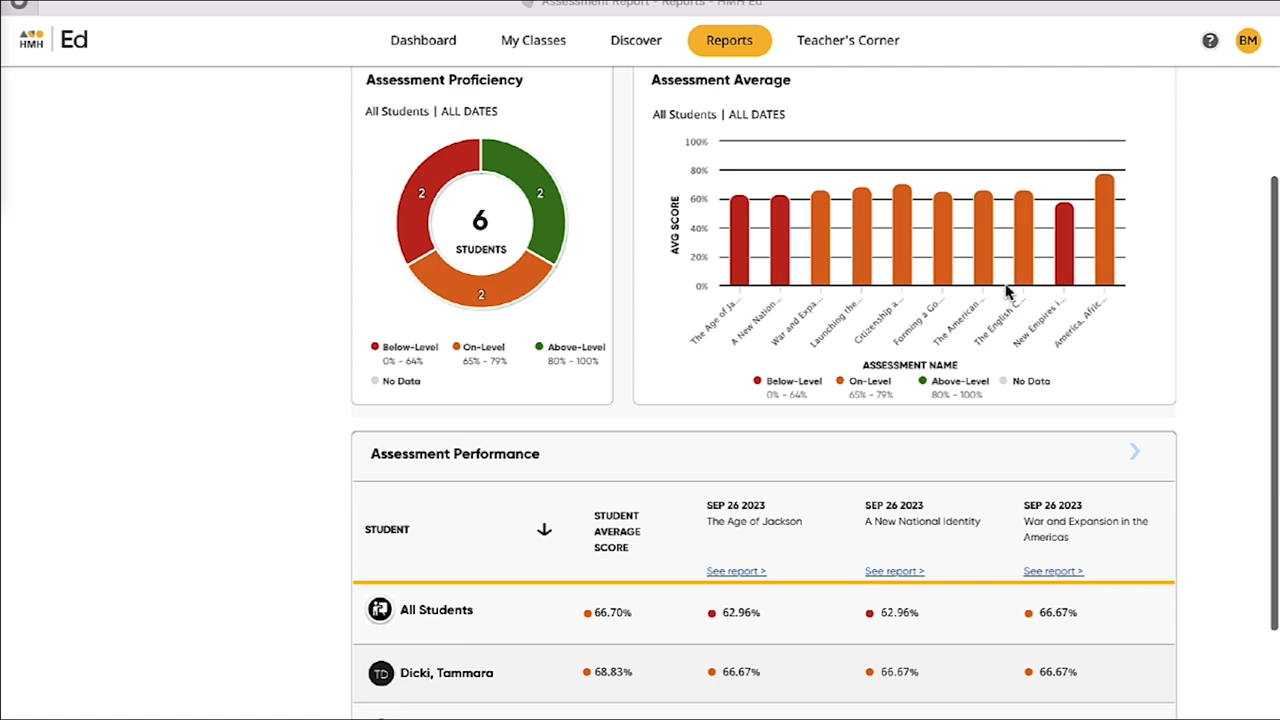 Assessment Report - Reports - HMH Ed
HMH Ed Dashboard My Classes Discover Reports Teacher's Corner ? BM
Assessment Proficiency
All Students | ALL DATES
2 2
6
STUDENTS
2
Below-Level On-Level Above-Level
0% - 64% 65% - 79% 80% - 100%
No Data
Assessment Average
All Students | ALL DATES
100%
80%
60%
40%
20%
0%
AVG SCORE
The Age of Ja...
A New Nation...
War and Expa...
Launching the...
Citizenship a...
Forming a Go...
The American...
The English C...
New Empires I...
America, Afric...
ASSESSMENT NAME
Below-Level On-Level Above-Level No Data
0% - 64% 65% - 79% 80% - 100%
Assessment Performance
STUDENT
STUDENT
AVERAGE
SCORE
SEP 26 2023
The Age of Jackson
See report >
SEP 26 2023
A New National Identity
See report >
SEP 26 2023
War and Expansion in the
Americas
See report >
All Students 66.70% 62.96% 62.96% 66.67%
TD Dicki, Tammara 68.83% 66.67% 66.67% 66.67%